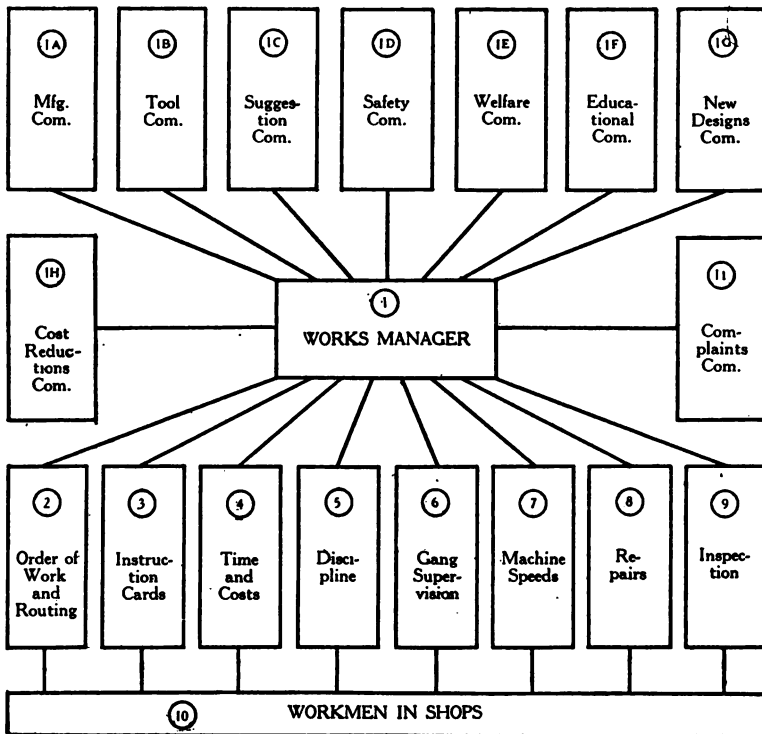 1A
Mfg.
Com.
1B
Tool
Com.
1C
Sugges-
tion
Com.
1D
Safety
Com.
1E
Welfare
Com.
1F
Educa-
tional
Com.
1G
New
Designs
Com.
1H
Cost
Reduc-
tions
Com.
1
WORKS MANAGER
1I
Com-
plaints
Com.
2
Order of
Work
and
Routing
3
Instruc-
tion
Cards
4
Time
and
Costs
5
Disci-
pline
6
Gang
Super-
vision
7
Machine
Speeds
8
Re-
pairs
9
Inspec-
tion
10
WORKMEN IN SHOPS